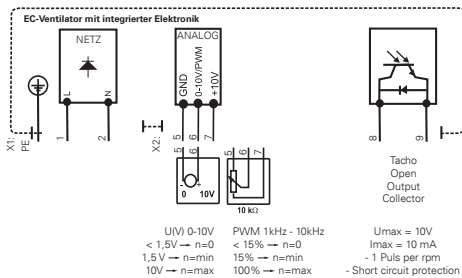 EC-Ventilator mit integrierter Elektronik
NETZ
ANALOG
L
N
GND
0-10V/PWM
+10V
X1:
PE
1
2
X2:
5
6
7
8
9
5
6
5
6
7
- +
0 10V
10 kΩ
Tacho
Open
Output
Collector
U(V) 0-10V PWM 1kHz - 10kHz Umax = 10V
< 1,5V → n=0 < 15% → n=0 Imax = 10 mA
1,5 V → n=min 15% → n=min - 1 Puls per rpm
10V → n=max 100% → n=max - Short circuit protection